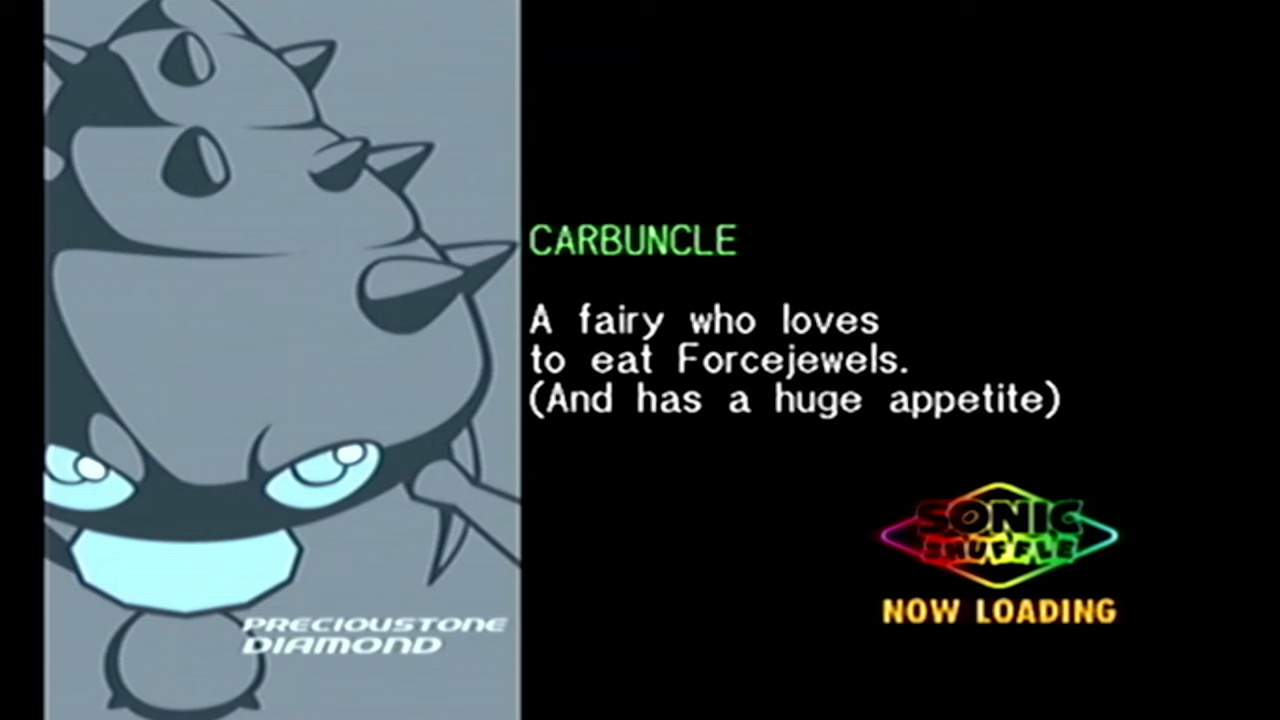 CARBUNCLE
A fairy who loves
to eat Forcejewels.
(And has a huge appetite)
PRECIOUSTONE
DIAMOND
SONIC
SHUFFLE
NOW LOADING